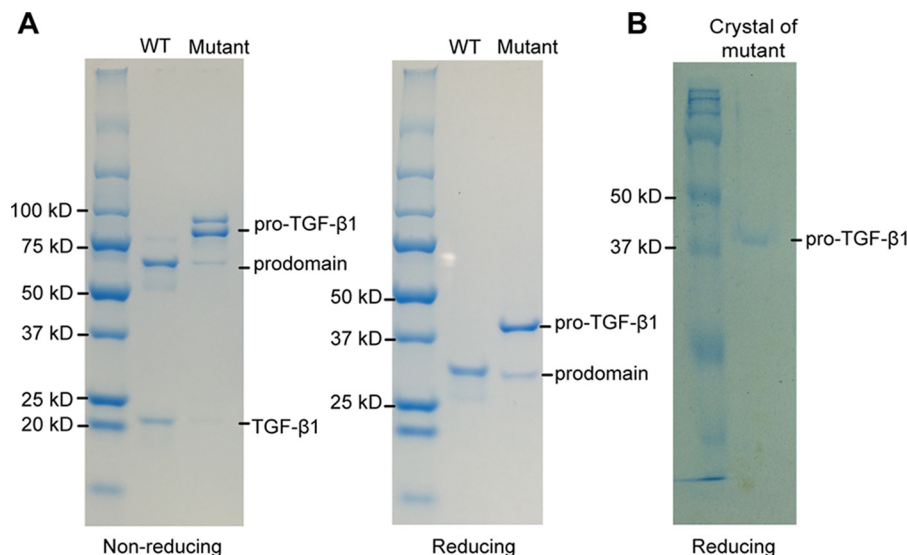 A
WT Mutant
100 kD
75 kD
50 kD
37 kD
25 kD
20 kD
pro-TGF-β1
prodomain
TGF-β1
Non-reducing
WT Mutant
50 kD
37 kD
25 kD
pro-TGF-β1
prodomain
Reducing
B
Crystal of
mutant
50 kD
37 kD
pro-TGF-β1
Reducing